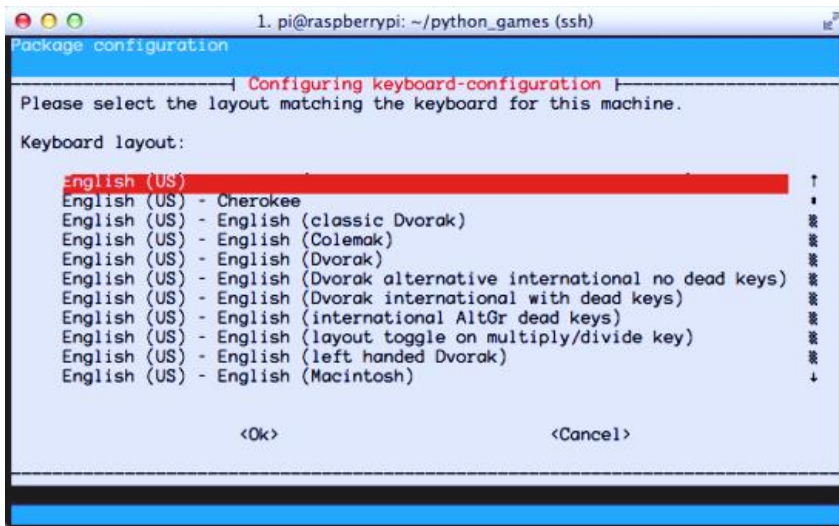 1. pi@raspberrypi: ~/python_games (ssh)
Package configuration
Configuring keyboard-configuration
Please select the layout matching the keyboard for this machine.
Keyboard layout:
English (US)
English (US) - Cherokee
English (US) - English (classic Dvorak)
English (US) - English (Colemak)
English (US) - English (Dvorak)
English (US) - English (Dvorak alternative international no dead keys)
English (US) - English (Dvorak international with dead keys)
English (US) - English (international AltGr dead keys)
English (US) - English (layout toggle on multiply/divide key)
English (US) - English (left handed Dvorak)
English (US) - English (Macintosh)
<Ok> <Cancel>